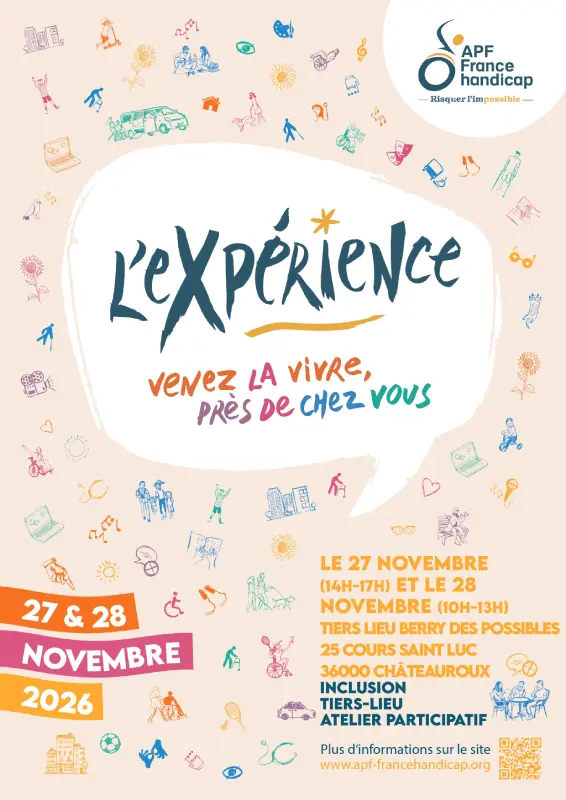 APF
France
handicap
Risquer l'impossible
L'eXPÉRIENCe
Venez LA vivre,
PRÈS De CHeZ VOUS
27 & 28
NOVEMBRE
2026
LE 27 NOVEMBRE
(14H-17H) ET LE 28
NOVEMBRE (10H-13H)
TIERS LIEU BERRY DES POSSIBLES
25 COURS SAINT LUC
36000 CHÂTEAUROUX
INCLUSION
TIERS-LIEU
ATELIER PARTICIPATIF
Plus d'informations sur le site
www.apf-francehandicap.org